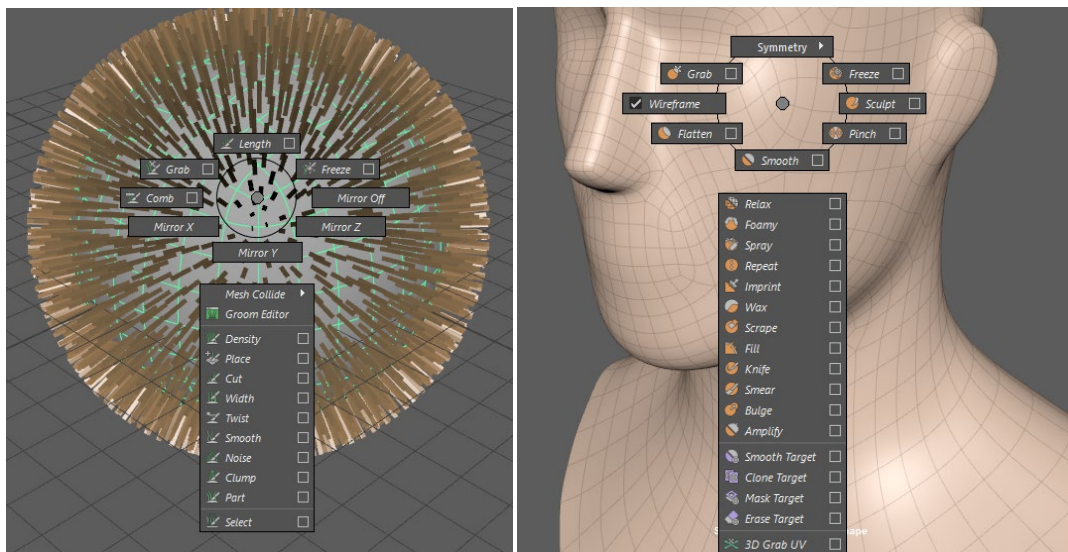 Length
Grab
Freeze
Comb
Mirror Off
Mirror X
Mirror Z
Mirror Y
Mesh Collide
Groom Editor
Density
Place
Cut
Width
Twist
Smooth
Noise
Clump
Part
Select
Symmetry
Grab
Freeze
Wireframe
Sculpt
Flatten
Pinch
Smooth
Relax
Foamy
Spray
Repeat
Imprint
Wax
Scrape
Fill
Knife
Smear
Bulge
Amplify
Smooth Target
Clone Target
Mask Target
Erase Target
3D Grab UV